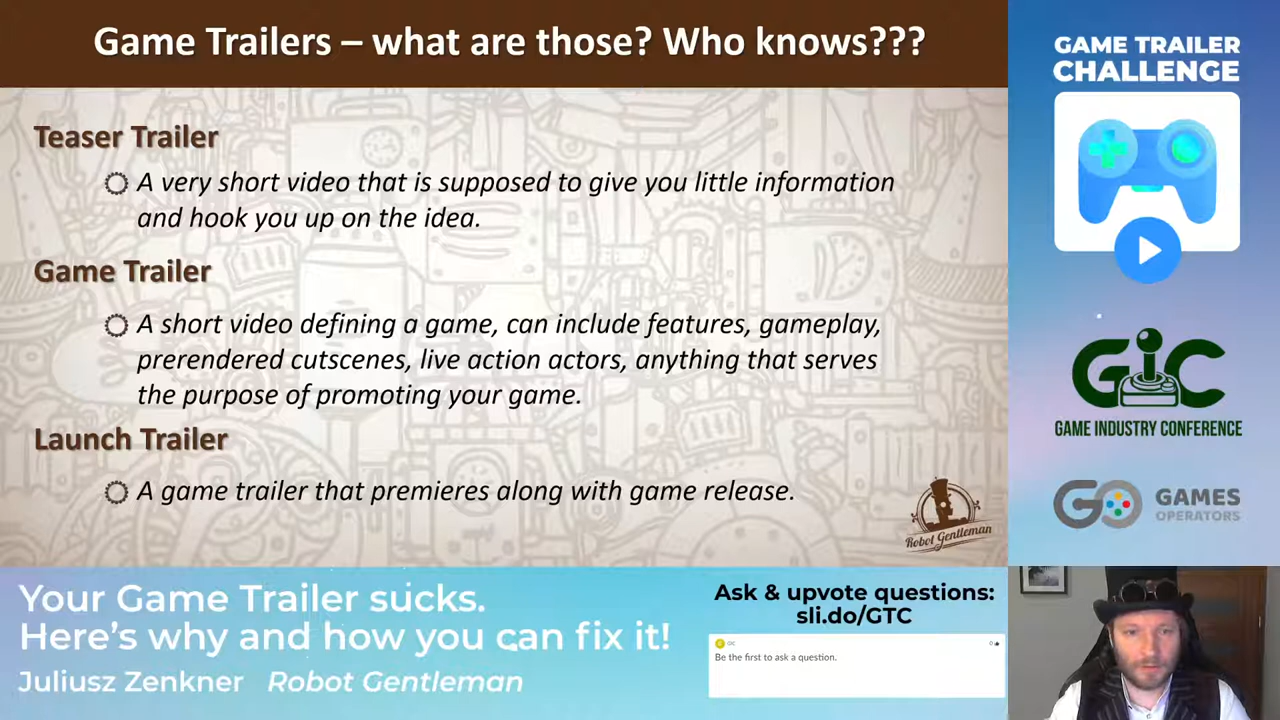 Game Trailers – what are those? Who knows???
Teaser Trailer
A very short video that is supposed to give you little information
and hook you up on the idea.
Game Trailer
A short video defining a game, can include features, gameplay,
prerendered cutscenes, live action actors, anything that serves
the purpose of promoting your game.
Launch Trailer
A game trailer that premieres along with game release.
Robot Gentleman
GAME TRAILER
CHALLENGE
GIC
GAME INDUSTRY CONFERENCE
GO GAMES
OPERATORS
Your Game Trailer sucks.
Here's why and how you can fix it!
Juliusz Zenkner Robot Gentleman
Ask & upvote questions:
sli.do/GTC
GIC 0
Be the first to ask a question.